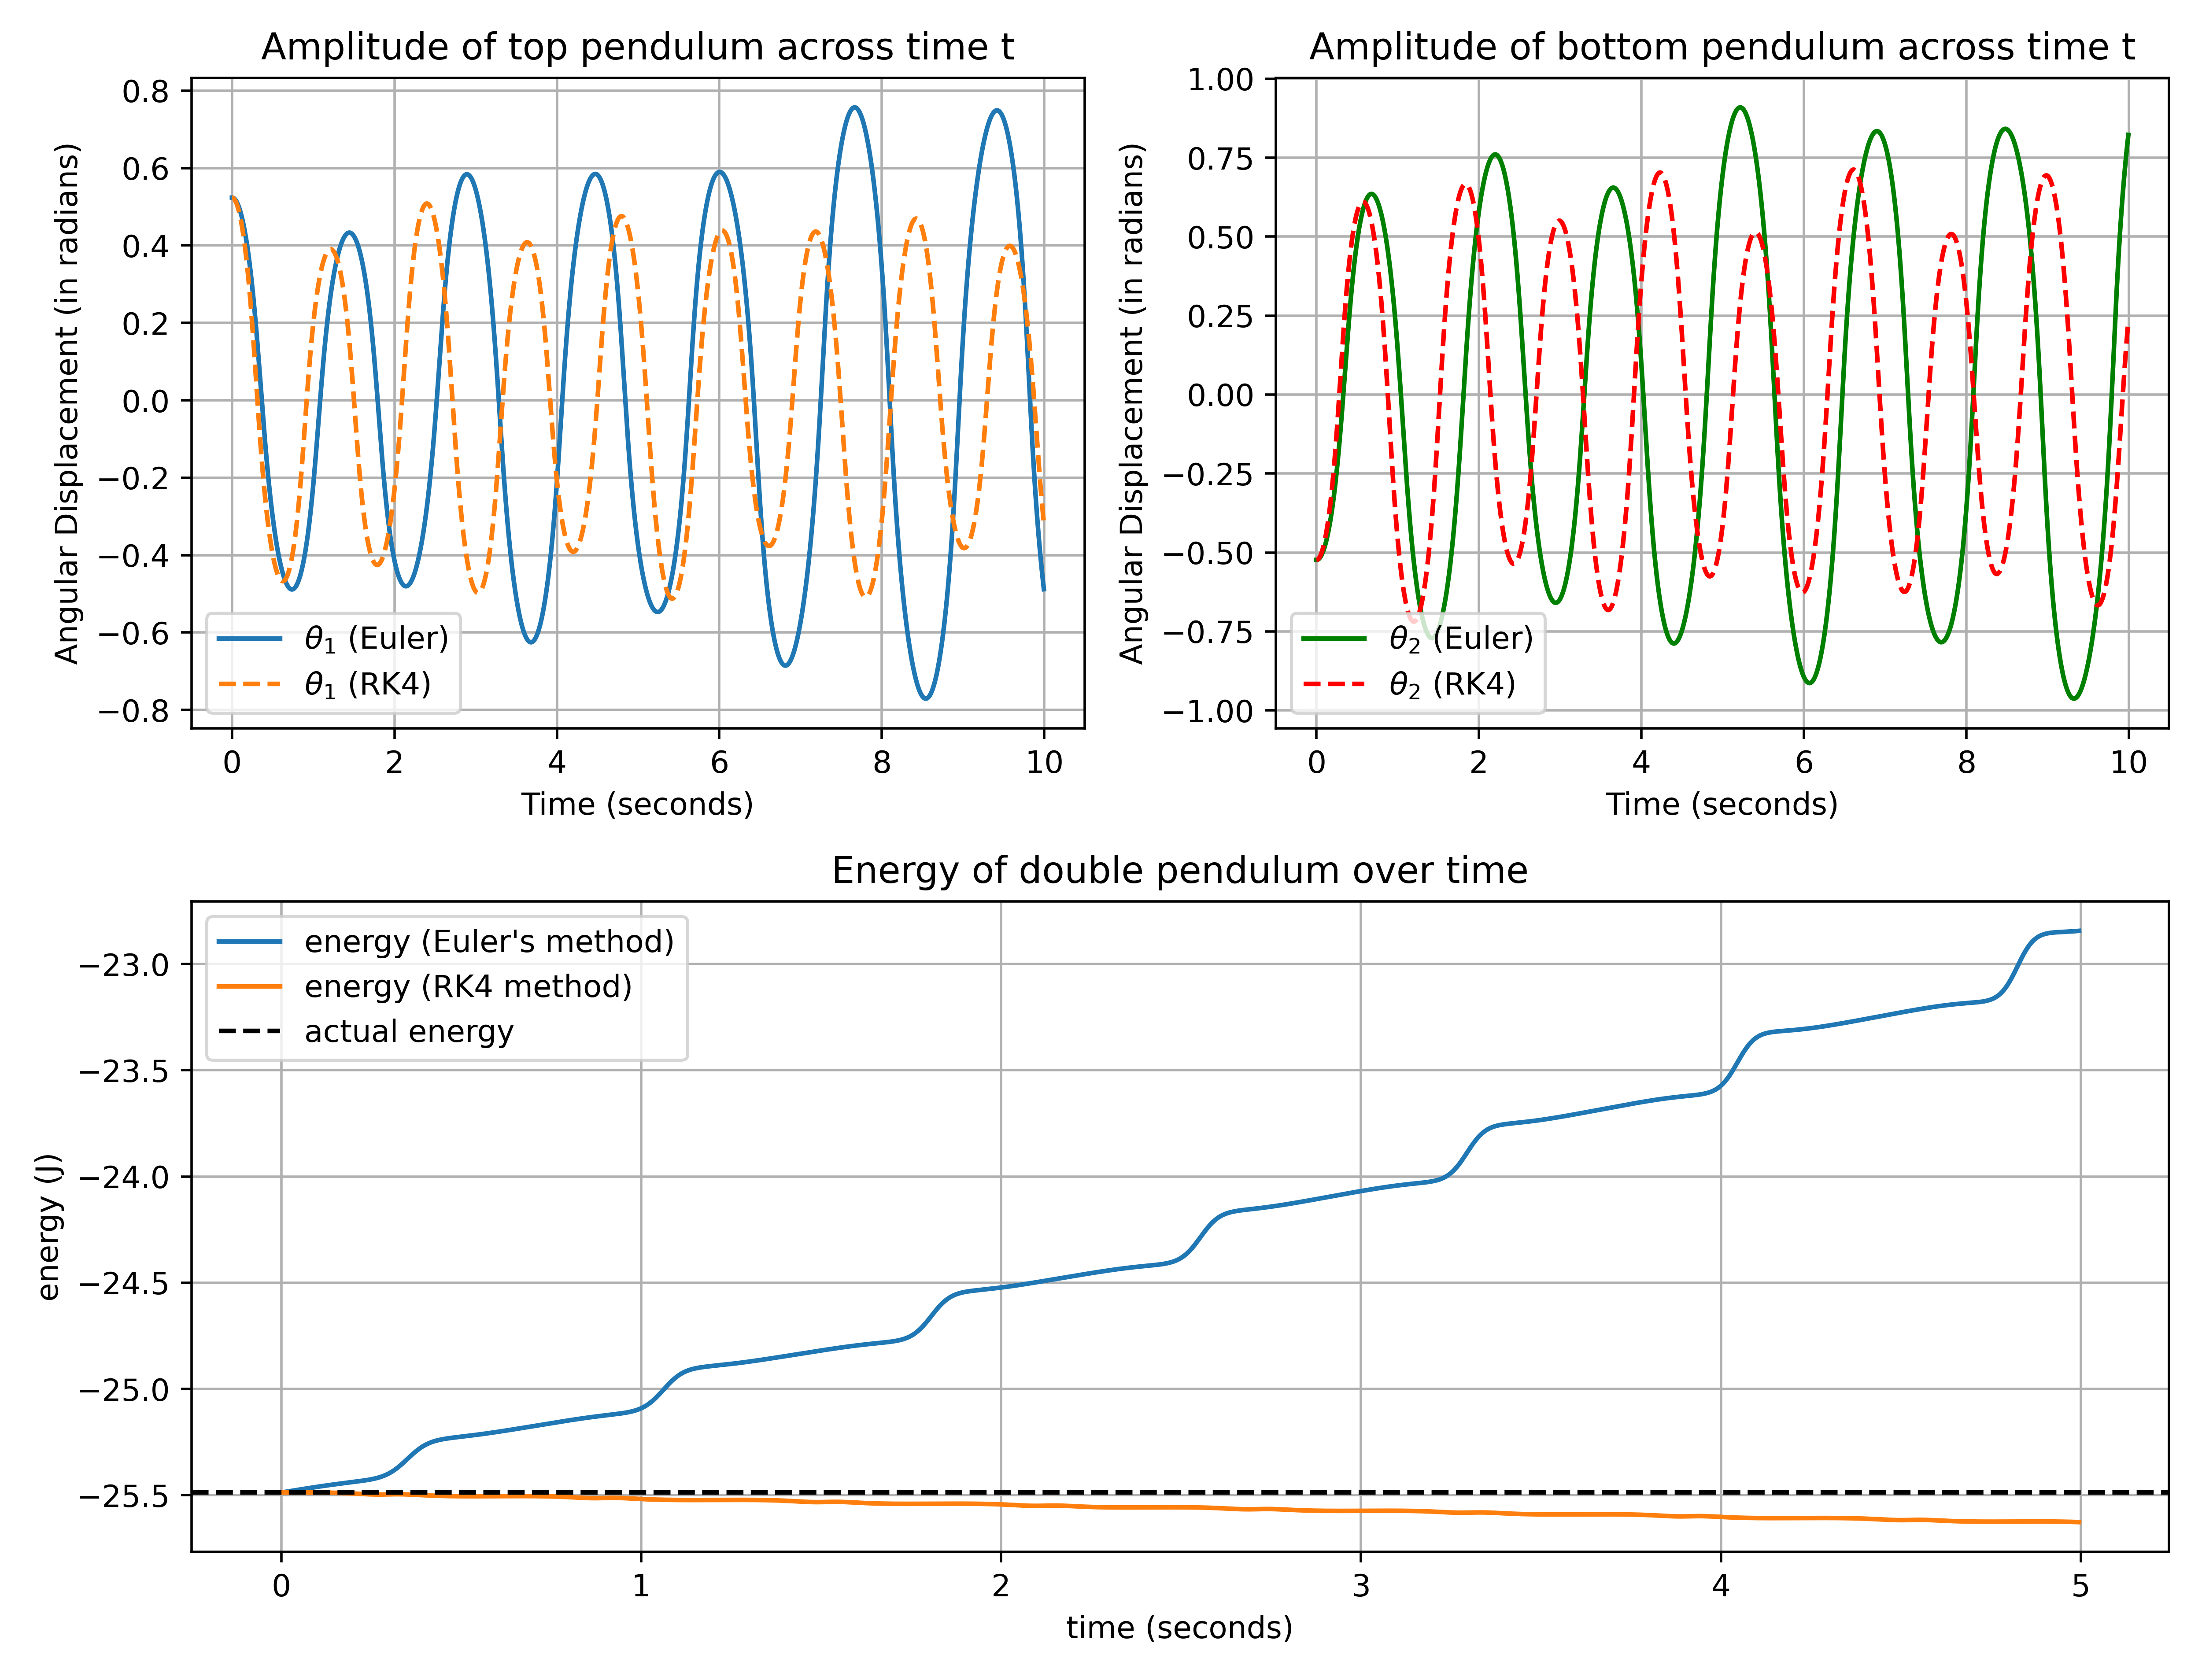 Amplitude of top pendulum across time t
Angular Displacement (in radians)
0.8
0.6
0.4
0.2
0.0
−0.2
−0.4
−0.6
−0.8
θ1 (Euler)
θ1 (RK4)
0 2 4 6 8 10
Time (seconds)
Amplitude of bottom pendulum across time t
Angular Displacement (in radians)
1.00
0.75
0.50
0.25
0.00
−0.25
−0.50
−0.75
−1.00
θ2 (Euler)
θ2 (RK4)
0 2 4 6 8 10
Time (seconds)
Energy of double pendulum over time
energy (J)
−23.0
−23.5
−24.0
−24.5
−25.0
−25.5
energy (Euler's method)
energy (RK4 method)
actual energy
0 1 2 3 4 5
time (seconds)